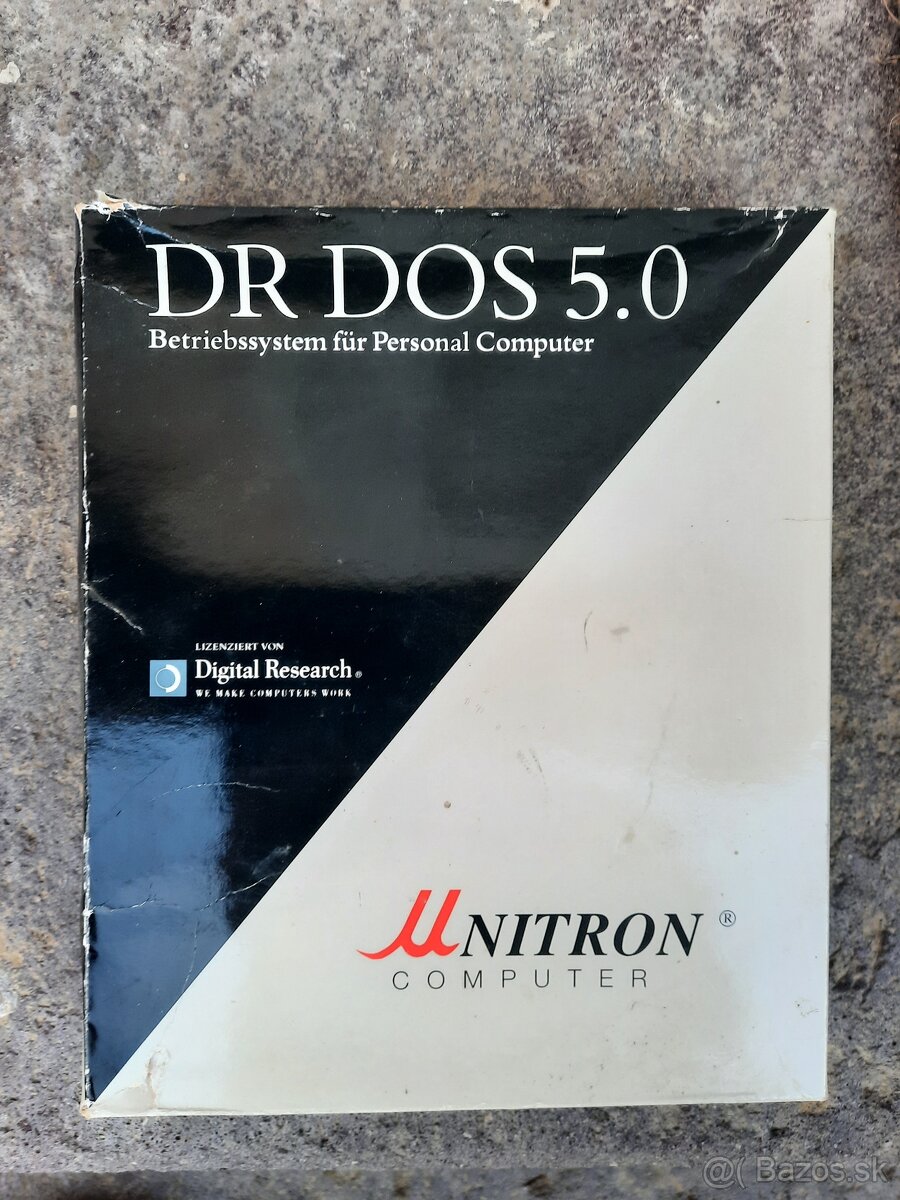 DR DOS 5.0
Betriebssystem für Personal Computer
LIZENZIERT VON
Digital Research®
WE MAKE COMPUTERS WORK
UNITRON ®
COMPUTER
@( Bazos.sk